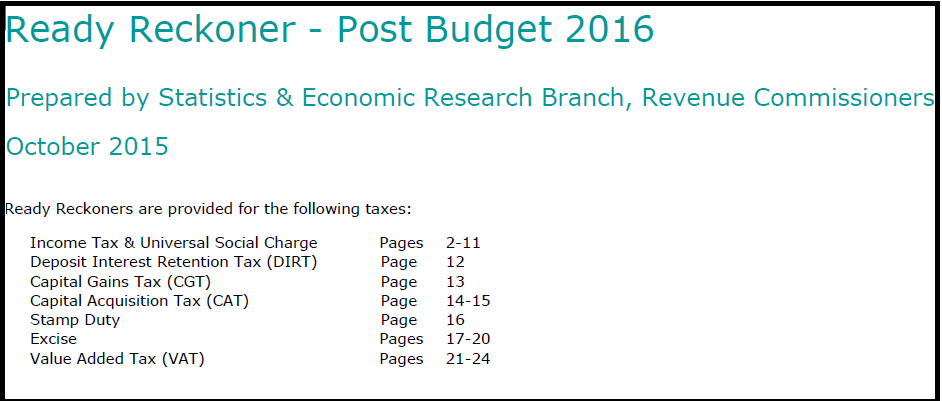 Ready Reckoner - Post Budget 2016
Prepared by Statistics & Economic Research Branch, Revenue Commissioners
October 2015
Ready Reckoners are provided for the following taxes:
Income Tax & Universal Social Charge Pages 2-11
Deposit Interest Retention Tax (DIRT) Page 12
Capital Gains Tax (CGT) Page 13
Capital Acquisition Tax (CAT) Page 14-15
Stamp Duty Page 16
Excise Pages 17-20
Value Added Tax (VAT) Pages 21-24